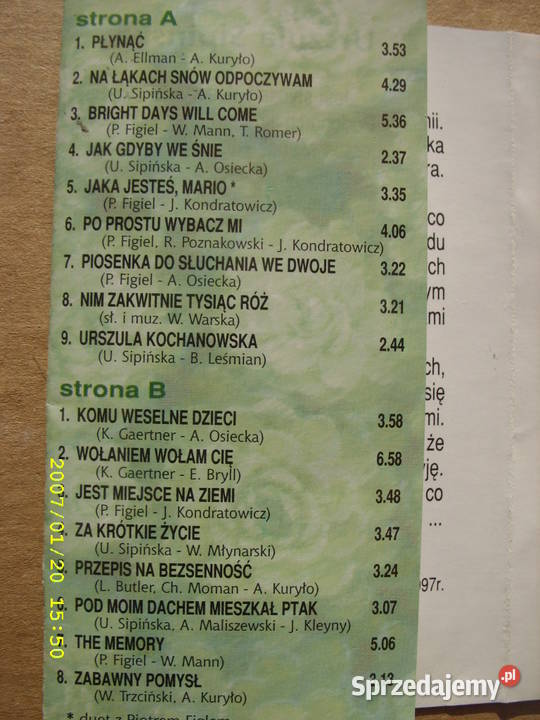 strona A
1. PŁYNĄĆ 3.53
(A. Ellman - A. Kuryło)
2. NA ŁĄKACH SNÓW ODPOCZYWAM 4.29
(U. Sipińska - A. Kuryło)
3. BRIGHT DAYS WILL COME 5.36
(P. Figiel - W. Mann, T. Romer)
4. JAK GDYBY WE ŚNIE 2.37
(U. Sipińska - A. Osiecka)
5. JAKA JESTEŚ, MARIO * 3.35
(P. Figiel - J. Kondratowicz)
6. PO PROSTU WYBACZ MI 4.06
(P. Figiel, R. Poznakowski - J. Kondratowicz)
7. PIOSENKA DO SŁUCHANIA WE DWOJE 3.22
(P. Figiel - A. Osiecka)
8. NIM ZAKWITNIE TYSIĄC RÓŻ 3.21
(sł. i muz. W. Warska)
9. URSZULA KOCHANOWSKA 2.44
(U. Sipińska - B. Leśmian)
strona B
1. KOMU WESELNE DZIECI 3.58
(K. Gaertner - A. Osiecka)
2. WOŁANIEM WOŁAM CIĘ 6.58
(K. Gaertner - E. Bryll)
JEST MIEJSCE NA ZIEMI 3.48
(P. Figiel - J. Kondratowicz)
ZA KRÓTKIE ŻYCIE 3.47
(U. Sipińska - W. Młynarski)
PRZEPIS NA BEZSENNOŚĆ 3.24
(L. Butler, Ch. Moman - A. Kuryło)
POD MOIM DACHEM MIESZKAŁ PTAK 3.07
(U. Sipińska, A. Maliszewski - J. Kleyny)
THE MEMORY 5.06
(P. Figiel - W. Mann)
8. ZABAWNY POMYSŁ
(W. Trzciński, A. Kuryło)
* duet z Piotrem Figlem
nii.
ka
ra.
co
du
ch
ym
mi
ch,
się
mi.
że
yję.
co
...
997r.
2007/01/20 15:50
Sprzedajemy.pl